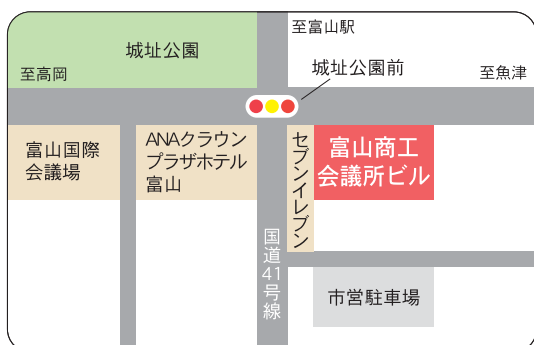 至富山駅
城址公園
城址公園前
至高岡
至魚津
富山国際
会議場
ANAクラウン
プラザホテル
富山
セブンイレブン
富山商工
会議所ビル
国道41号線
市営駐車場